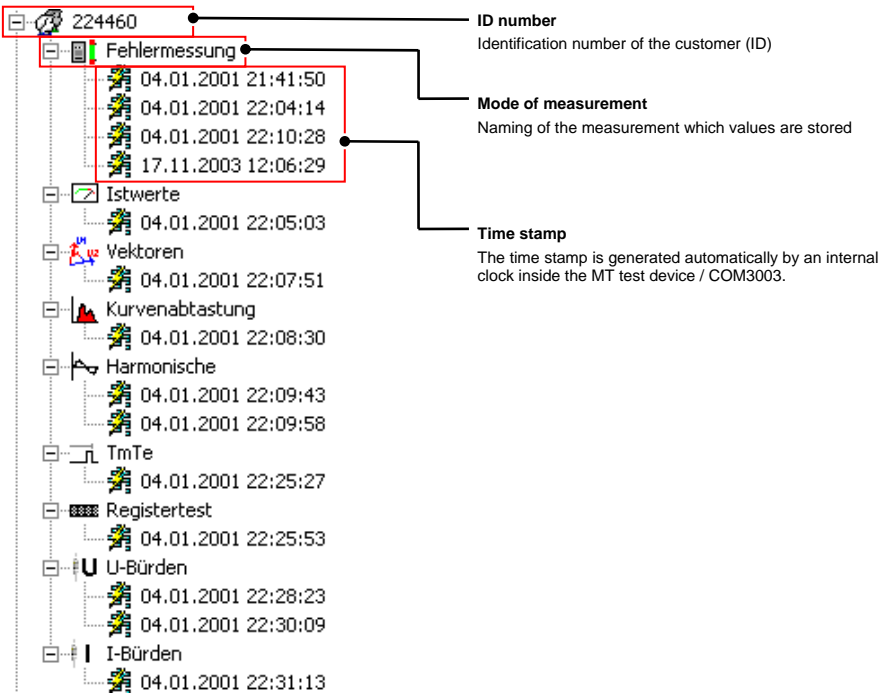 224460
Fehlermessung
04.01.2001 21:41:50
04.01.2001 22:04:14
04.01.2001 22:10:28
17.11.2003 12:06:29
Istwerte
04.01.2001 22:05:03
Vektoren
04.01.2001 22:07:51
Kurvenabtastung
04.01.2001 22:08:30
Harmonische
04.01.2001 22:09:43
04.01.2001 22:09:58
TmTe
04.01.2001 22:25:27
Registertest
04.01.2001 22:25:53
U U-Bürden
04.01.2001 22:28:23
04.01.2001 22:30:09
I I-Bürden
04.01.2001 22:31:13
ID number
Identification number of the customer (ID)
Mode of measurement
Naming of the measurement which values are stored
Time stamp
The time stamp is generated automatically by an internal
clock inside the MT test device / COM3003.